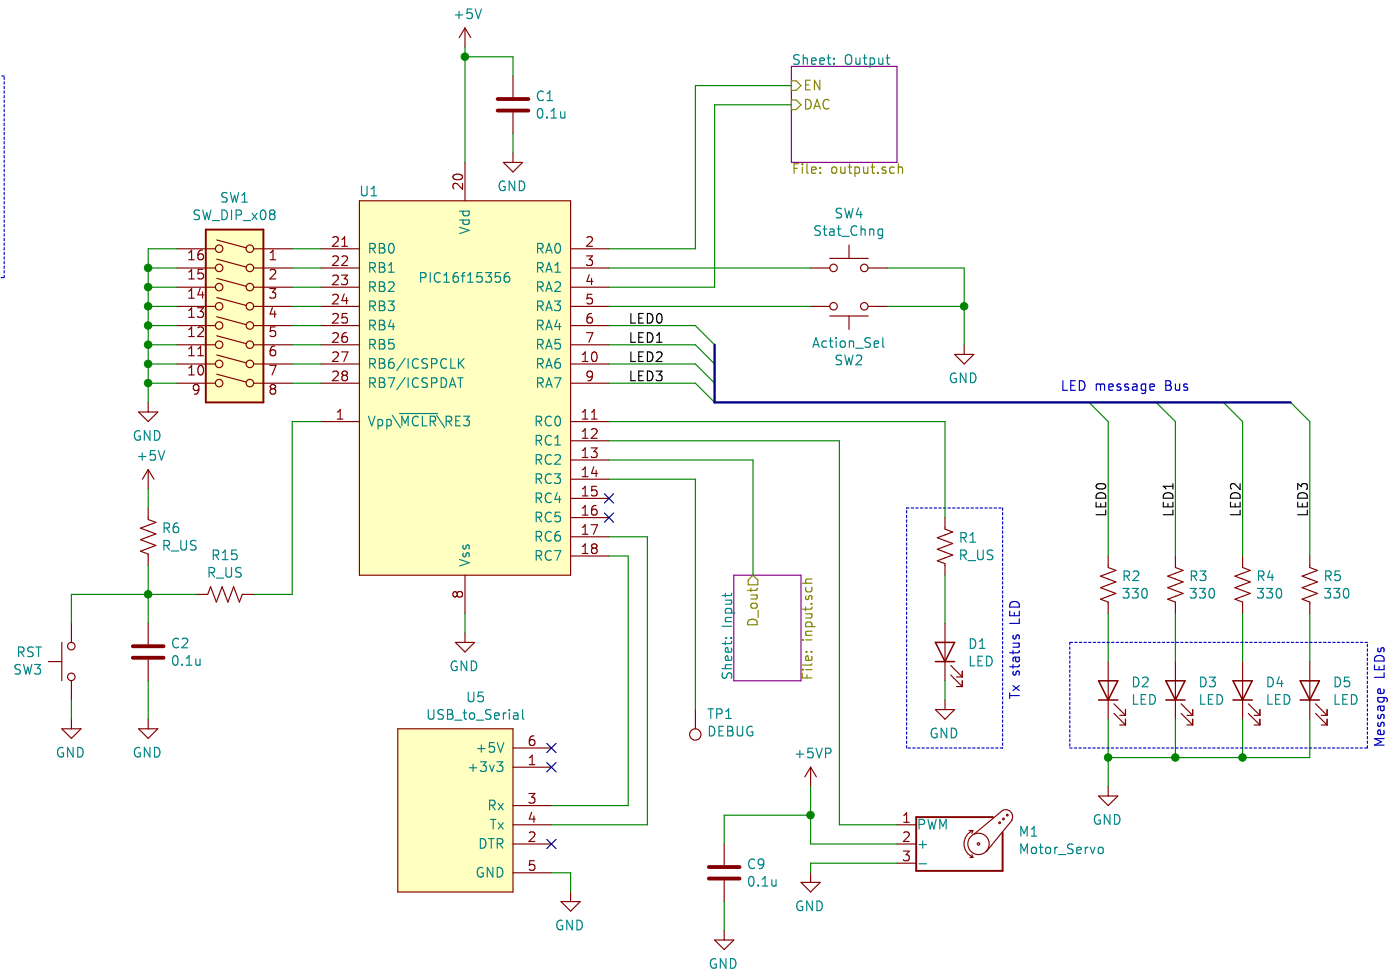 +5V
C1
0.1u
GND
Sheet: Output
EN
DAC
File: output.sch
U1
20
Vdd
PIC16f15356
SW1
SW_DIP_x08
16
15
14
13
12
11
10
9
1
2
3
4
5
6
7
8
GND
21
22
23
24
25
26
27
28
1
RB0
RB1
RB2
RB3
RB4
RB5
RB6/ICSPCLK
RB7/ICSPDAT
Vpp\MCLR\RE3
RA0
RA1
RA2
RA3
RA4
RA5
RA6
RA7
RC0
RC1
RC2
RC3
RC4
RC5
RC6
RC7
2
3
4
5
6
7
10
9
11
12
13
14
15
16
17
18
Vss
8
GND
LED0
LED1
LED2
LED3
SW4
Stat_Chng
Action_Sel
SW2
GND
LED message Bus
LED0
LED1
LED2
LED3
R2
330
R3
330
R4
330
R5
330
D2
LED
D3
LED
D4
LED
D5
LED
Message LEDs
GND
R1
R_US
D1
LED
GND
Tx status LED
+5V
R6
R_US
R15
R_US
RST
SW3
C2
0.1u
GND
GND
Sheet: Input
D_out
File: input.sch
TP1
DEBUG
U5
USB_to_Serial
+5V
+3v3
Rx
Tx
DTR
GND
6
1
3
4
2
5
GND
+5VP
C9
0.1u
GND
GND
1
2
3
PWM
+
-
M1
Motor_Servo